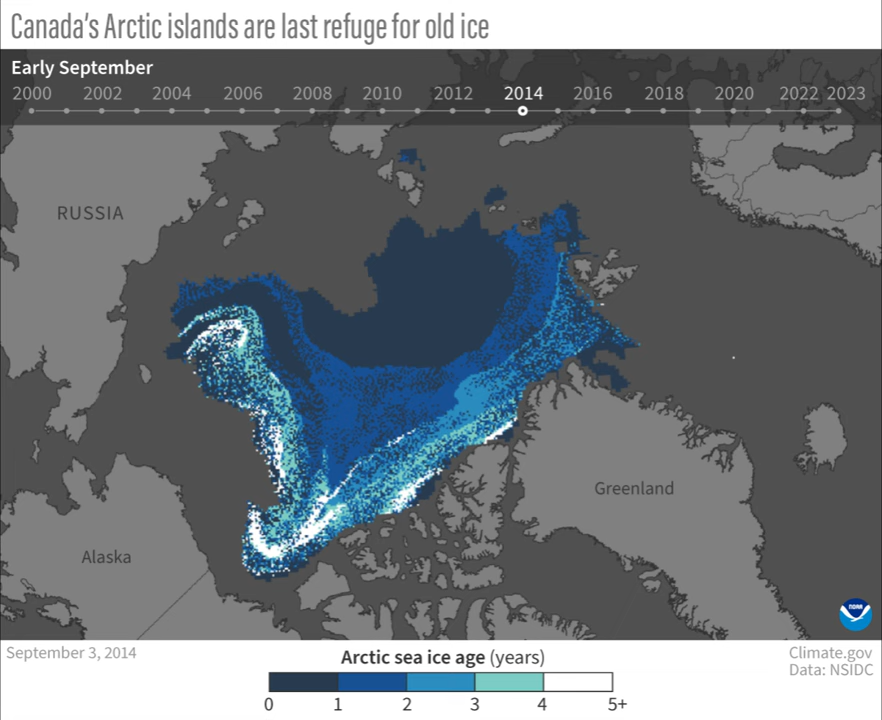 Canada's Arctic islands are last refuge for old ice
Early September
2000 2002 2004 2006 2008 2010 2012 2014 2016 2018 2020 2022 2023
RUSSIA
Greenland
Alaska
NOAA
September 3, 2014
Climate.gov
Data: NSIDC
Arctic sea ice age (years)
0 1 2 3 4 5+